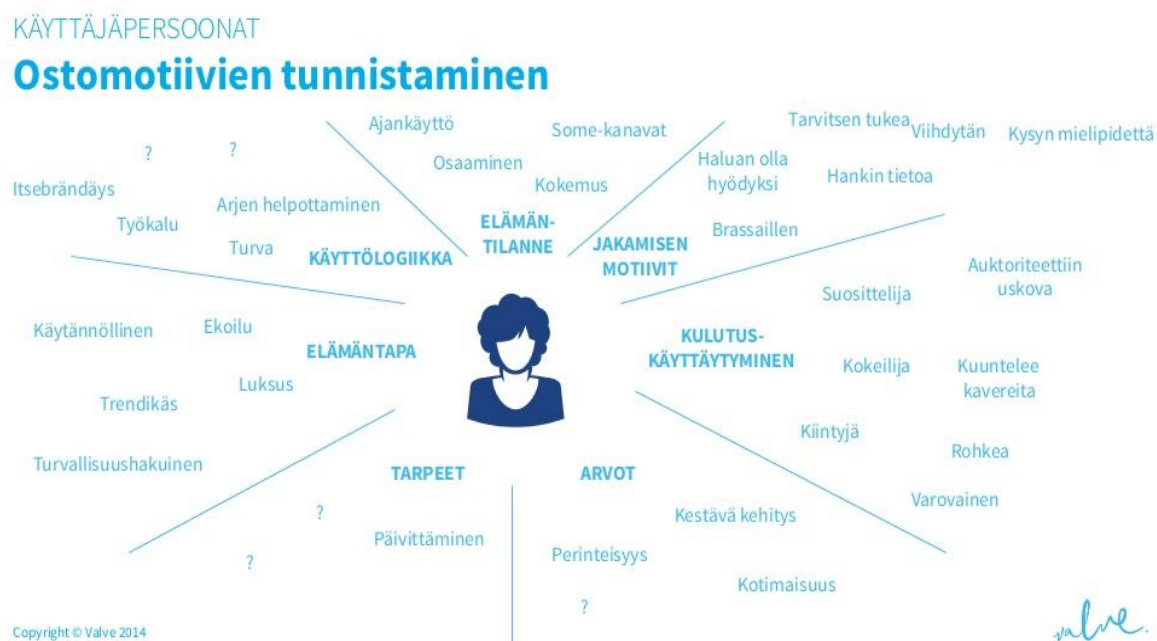 KÄYTTÄJÄPERSOONAT
Ostomotiivien tunnistaminen
?
?
Itsebrändäys
Työkalu
Arjen helpottaminen
Turva
KÄYTTÖLOGIIKKA
Ajankäyttö
Some-kanavat
Osaaminen
Kokemus
ELÄMÄN-
TILANNE
Tarvitsen tukea
Viihdytän
Kysyn mielipidettä
Haluan olla
hyödyksi
Hankin tietoa
Brassaillen
JAKAMISEN
MOTIIVIT
Auktoriteettiin
uskova
Suosittelija
KULUTUS-
KÄYTTÄYTYMINEN
Kokeilija
Kuuntelee
kavereita
Kiintyjä
Rohkea
Varovainen
Käytännöllinen
Ekoilu
ELÄMÄNTAPA
Luksus
Trendikäs
Turvallisuushakuinen
TARPEET
?
Päivittäminen
?
ARVOT
Kestävä kehitys
Perinteisyys
Kotimaisuus
?
Copyright © Valve 2014
valve.